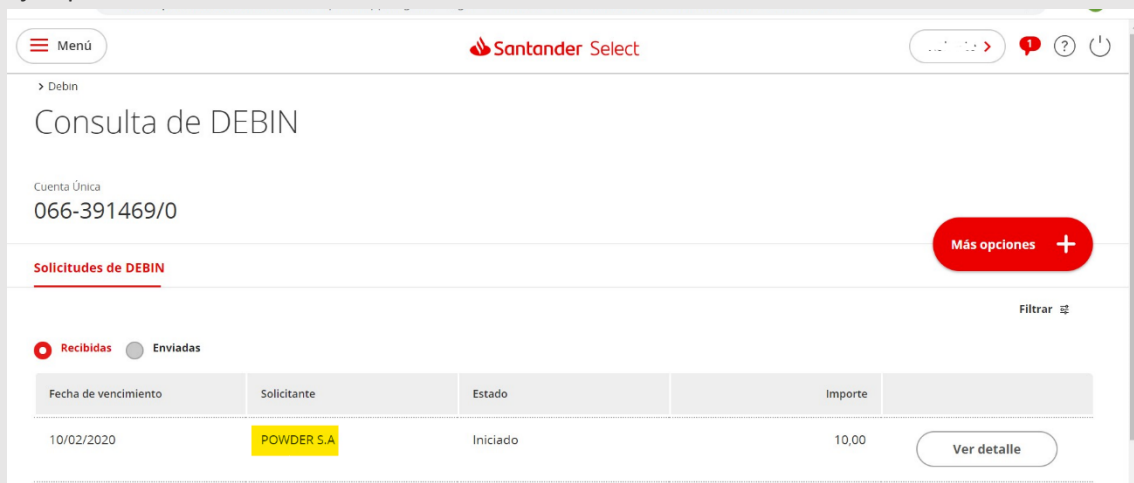 Menú
Santander Select
1
?
> Debin
Consulta de DEBIN
Cuenta Única
066-391469/0
Más opciones +
Solicitudes de DEBIN
Filtrar
Recibidas Enviadas
Fecha de vencimiento Solicitante Estado Importe
10/02/2020 POWDER S.A Iniciado 10,00 Ver detalle